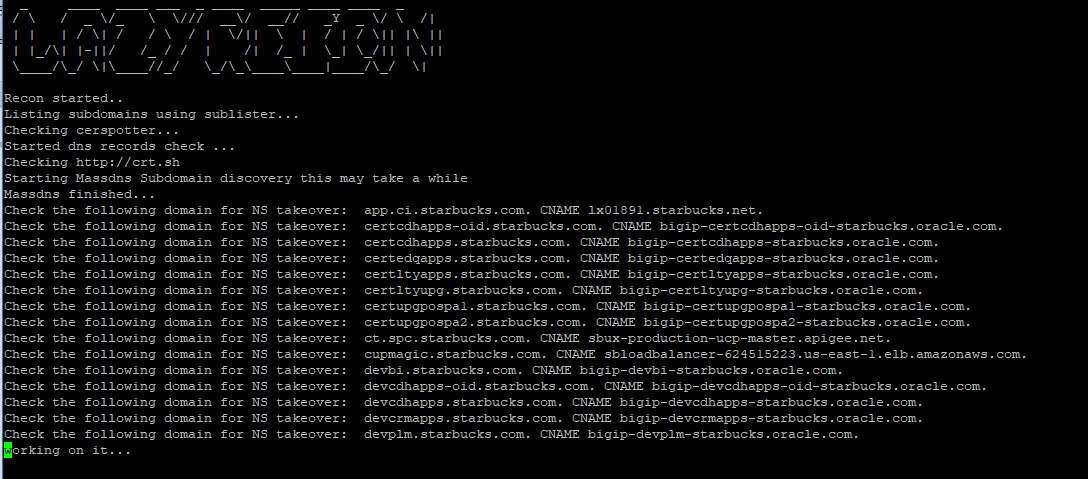 Recon started..
Listing subdomains using sublister...
Checking cerspotter...
Started dns records check ...
Checking http://crt.sh
Starting Massdns Subdomain discovery this may take a while
Massdns finished...
Check the following domain for NS takeover:  app.ci.starbucks.com. CNAME lx01891.starbucks.net.
Check the following domain for NS takeover:  certcdhapps-oid.starbucks.com. CNAME bigip-certcdhapps-oid-starbucks.oracle.com.
Check the following domain for NS takeover:  certcdhapps.starbucks.com. CNAME bigip-certcdhapps-starbucks.oracle.com.
Check the following domain for NS takeover:  certedqapps.starbucks.com. CNAME bigip-certedqapps-starbucks.oracle.com.
Check the following domain for NS takeover:  certltyapps.starbucks.com. CNAME bigip-certltyapps-starbucks.oracle.com.
Check the following domain for NS takeover:  certltyupg.starbucks.com. CNAME bigip-certltyupg-starbucks.oracle.com.
Check the following domain for NS takeover:  certupgpospa1.starbucks.com. CNAME bigip-certupgpospa1-starbucks.oracle.com.
Check the following domain for NS takeover:  certupgpospa2.starbucks.com. CNAME bigip-certupgpospa2-starbucks.oracle.com.
Check the following domain for NS takeover:  ct.spc.starbucks.com. CNAME sbux-production-ucp-master.apigee.net.
Check the following domain for NS takeover:  cupmagic.starbucks.com. CNAME sbloadbalancer-624515223.us-east-1.elb.amazonaws.com.
Check the following domain for NS takeover:  devbi.starbucks.com. CNAME bigip-devbi-starbucks.oracle.com.
Check the following domain for NS takeover:  devcdhapps-oid.starbucks.com. CNAME bigip-devcdhapps-oid-starbucks.oracle.com.
Check the following domain for NS takeover:  devcdhapps.starbucks.com. CNAME bigip-devcdhapps-starbucks.oracle.com.
Check the following domain for NS takeover:  devcrmapps.starbucks.com. CNAME bigip-devcrmapps-starbucks.oracle.com.
Check the following domain for NS takeover:  devplm.starbucks.com. CNAME bigip-devplm-starbucks.oracle.com.
working on it...